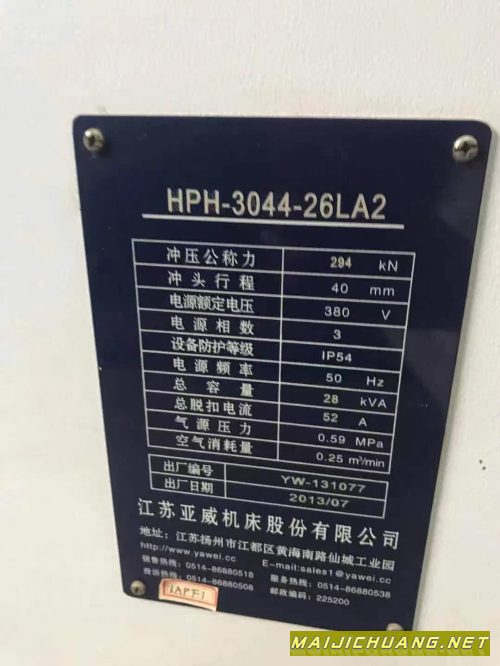 HPH-3044-26LA2
冲压公称力 294 kN
冲头行程 40 mm
电源额定电压 380 V
电源相数 3
设备防护等级 IP54
电源频率 50 Hz
总容量 28 kVA
总脱扣电流 52 A
气源压力 0.59 MPa
空气消耗量 0.25 m³/min
出厂编号 YW-131077
出厂日期 2013/07
江苏亚威机床股份有限公司
地址：江苏扬州市江都区黄海南路仙城工业园
http://www.yawei.cc E-mail:sales1@yawei.cc
销售热线：0514-86880518 服务热线：0514-86880538
投诉热线：0514-86880508 邮政编码：225200
1APF1
MAIJICHUANG.NET